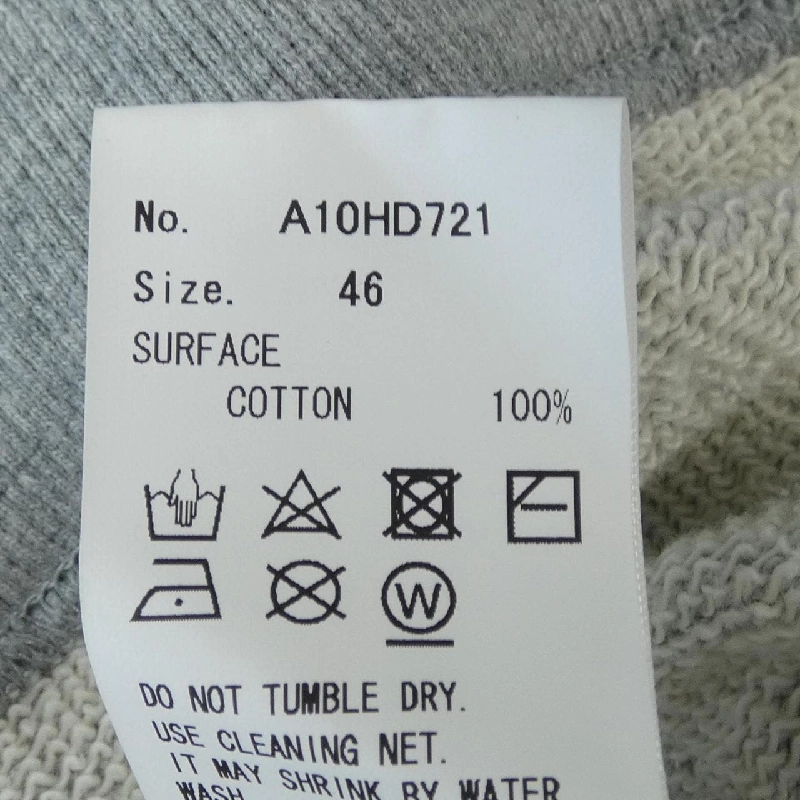 No. A10HD721
Size. 46
SURFACE
COTTON 100%
W
DO NOT TUMBLE DRY.
USE CLEANING NET.
IT MAY SHRINK BY WATER
WASH